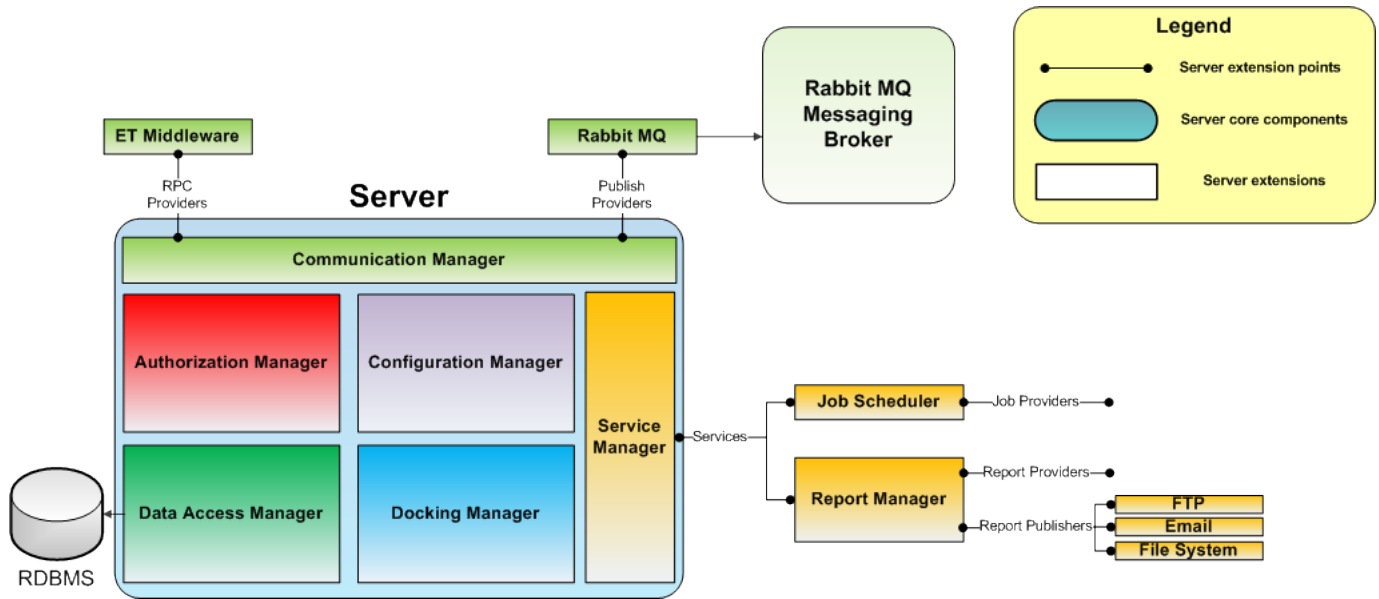 Legend
Server extension points
Server core components
Server extensions
Rabbit MQ
Messaging
Broker
ET Middleware
Rabbit MQ
RPC
Providers
Publish
Providers
Server
Communication Manager
Authorization Manager
Configuration Manager
Service
Manager
Data Access Manager
Docking Manager
RDBMS
Services
Job Scheduler
Job Providers
Report Manager
Report Providers
Report Publishers
FTP
Email
File System